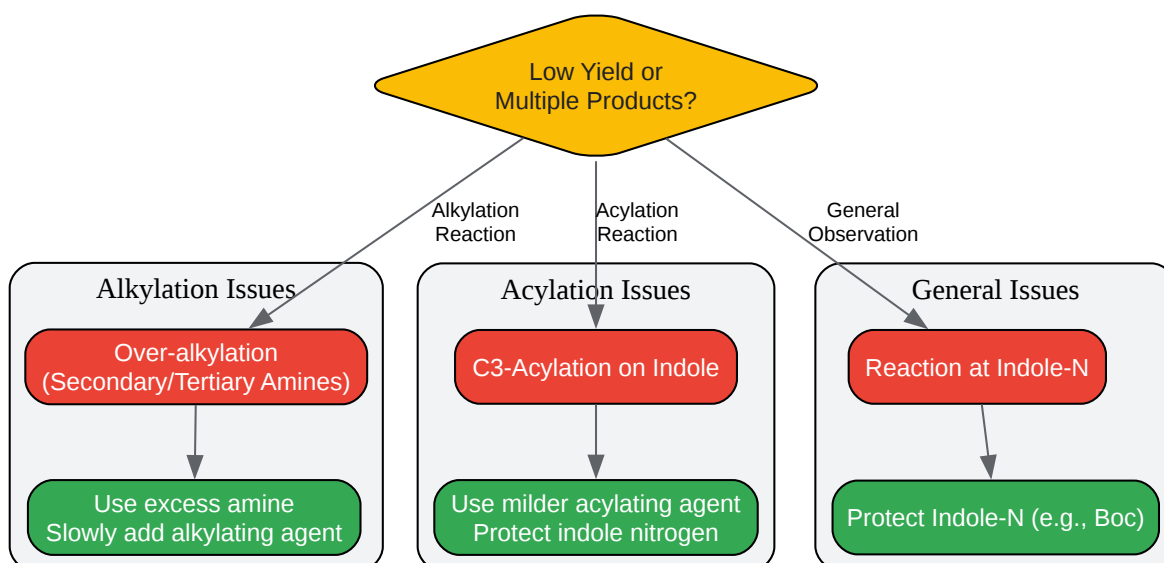 Low Yield or
Multiple Products?
Alkylation
Reaction
Acylation
Reaction
General
Observation
Alkylation Issues
Over-alkylation
(Secondary/Tertiary Amines)
Use excess amine
Slowly add alkylating agent
Acylation Issues
C3-Acylation on Indole
Use milder acylating agent
Protect indole nitrogen
General Issues
Reaction at Indole-N
Protect Indole-N (e.g., Boc)